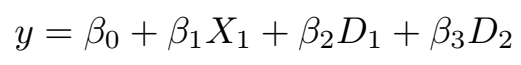 y = β₀ + β₁X₁ + β₂D₁ + β₃D₂